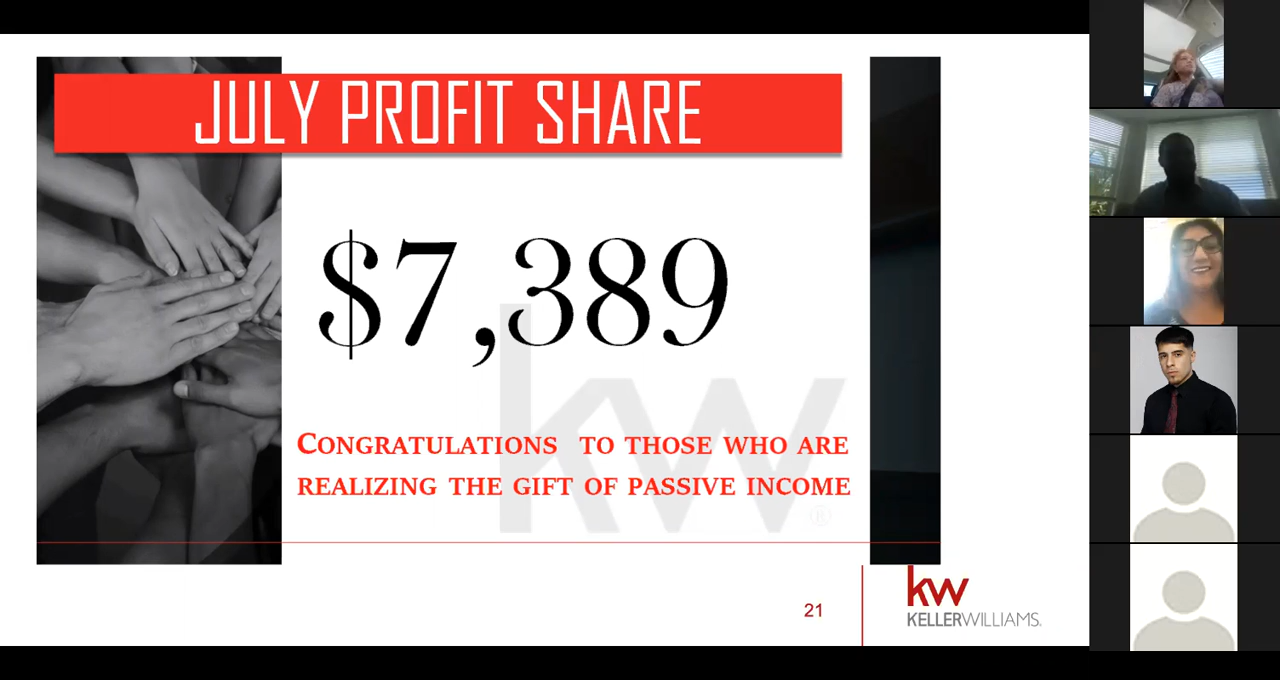 JULY PROFIT SHARE
$7,389
kw
®
CONGRATULATIONS TO THOSE WHO ARE
REALIZING THE GIFT OF PASSIVE INCOME
21
kw
KELLERWILLIAMS.